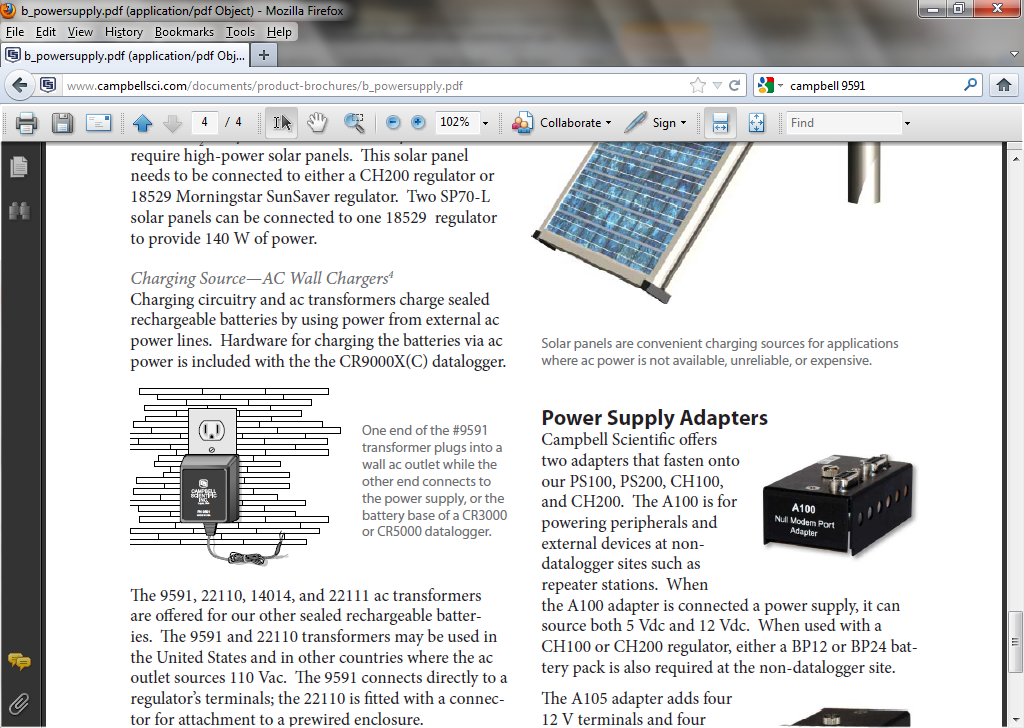 b_powersupply.pdf (application/pdf Object) - Mozilla Firefox
File Edit View History Bookmarks Tools Help
b_powersupply.pdf (application/pdf Obj...
www.campbellsci.com/documents/product-brochures/b_powersupply.pdf
campbell 9591
4 / 4
102%
Collaborate
Sign
Find
require high-power solar panels. This solar panel
needs to be connected to either a CH200 regulator or
18529 Morningstar SunSaver regulator. Two SP70-L
solar panels can be connected to one 18529 regulator
to provide 140 W of power.
Charging Source—AC Wall Chargers4
Charging circuitry and ac transformers charge sealed
rechargeable batteries by using power from external ac
power lines. Hardware for charging the batteries via ac
power is included with the the CR9000X(C) datalogger.
CAMPBELL
SCIENTIFIC
INC.
One end of the #9591
transformer plugs into a
wall ac outlet while the
other end connects to
the power supply, or the
battery base of a CR3000
or CR5000 datalogger.
The 9591, 22110, 14014, and 22111 ac transformers
are offered for our other sealed rechargeable batter-
ies. The 9591 and 22110 transformers may be used in
the United States and in other countries where the ac
outlet sources 110 Vac. The 9591 connects directly to a
regulator's terminals; the 22110 is fitted with a connec-
tor for attachment to a prewired enclosure.
Solar panels are convenient charging sources for applications
where ac power is not available, unreliable, or expensive.
Power Supply Adapters
Campbell Scientific offers
two adapters that fasten onto
our PS100, PS200, CH100,
and CH200. The A100 is for
powering peripherals and
external devices at non-
datalogger sites such as
repeater stations. When
the A100 adapter is connected a power supply, it can
source both 5 Vdc and 12 Vdc. When used with a
CH100 or CH200 regulator, either a BP12 or BP24 bat-
tery pack is also required at the non-datalogger site.
A100
Null Modem Port
Adapter
The A105 adapter adds four
12 V terminals and four